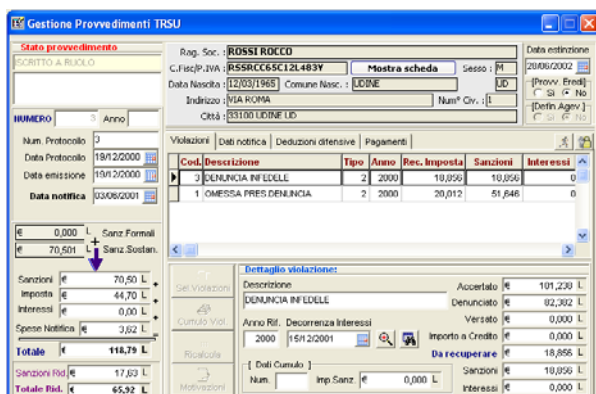 Gestione Provvedimenti TRSU
Stato provvedimento
ISCRITTO A RUOLO
NUMERO 3 Anno
Num. Protocollo 3
Data Protocollo 19/12/2000
Data emissione 19/12/2000
Data notifica 03/06/2001
€ 0,000 L Sanz.Formali
+
€ 70,501 L Sanz.Sostan.
Sanzioni € 70,50 L +
Imposta € 44,70 L +
Interessi € 0,00 L +
Spese Notifica € 3,62 L =
Totale € 118,79 L
Sanzioni Rid. € 17,63 L
Totale Rid. € 65,92 L
Rag. Soc. : ROSSI ROCCO
C.Fisc/P.IVA : RSSRCC65C12L483Y Mostra scheda Sesso : M
Data Nascita : 12/03/1965 Comune Nasc. : UDINE UD
Indirizzo : VIA ROMA Num° Civ. : 1
Città : 33100 UDINE UD
Data estinzione
28/06/2002
[Provv. Eredi]
Si No
[Defin.Agev.]
Si No
Violazioni Dati notifica Deduzioni difensive Pagamenti
Cod. Descrizione Tipo Anno Rec. Imposta Sanzioni Interessi
3 DENUNCIA INFEDELE 2 2000 18,856 18,856 0
1 OMESSA PRES.DENUNCIA 2 2000 20,012 51,646 0
Sel.Violazioni
Cumulo Viol.
Ricalcola
Motivazioni
Dettaglio violazione:
Descrizione
DENUNCIA INFEDELE
Anno Rif. Decorrenza Interessi
2000 15/12/2001
[ Dati Cumulo ]
Num. Imp.Sanz. € 0,000 L
Accertato € 101,238 L
Denunciato € 82,382 L
Versato € 0,000 L
Importo a Credito € 0,000 L
Da recuperare € 18,856 L
Sanzioni € 18,856 L
Interessi € 0,000 L